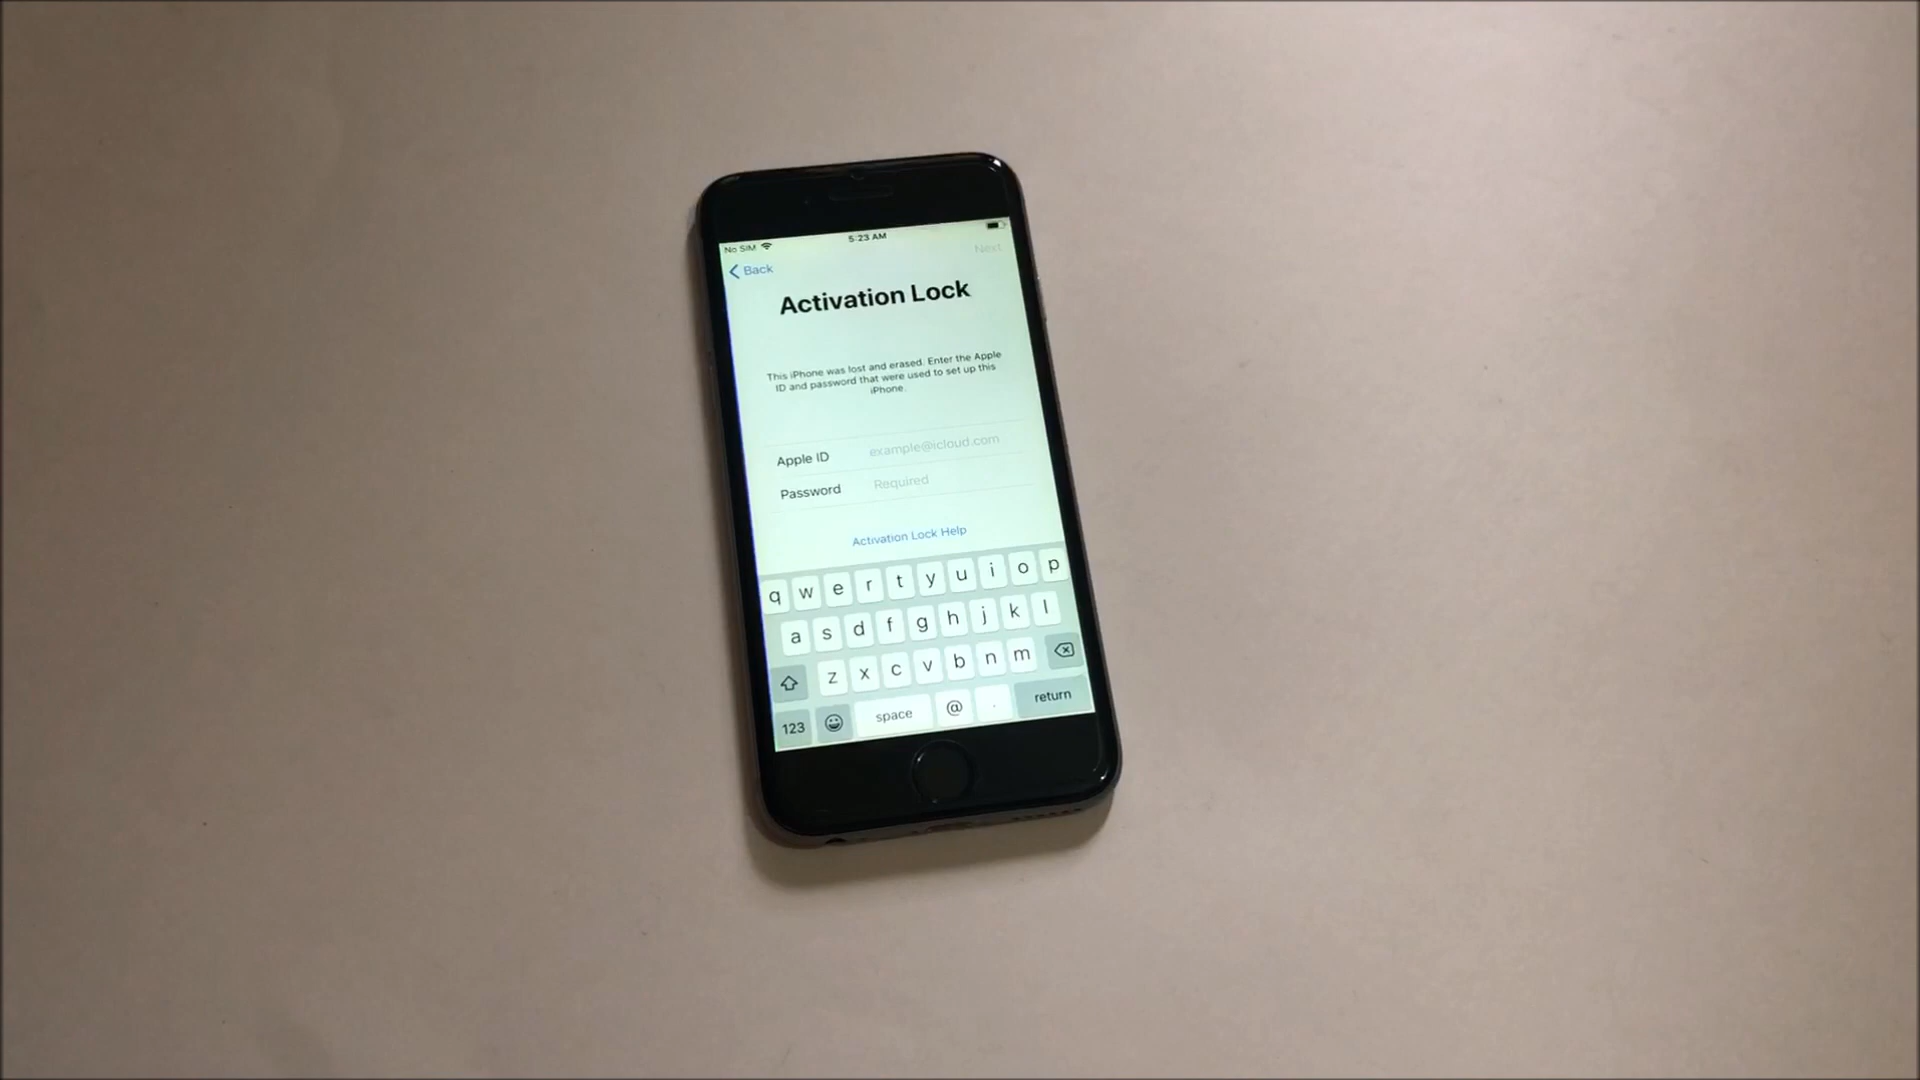 No SIM 5:23 AM
Next
Back
Activation Lock
This iPhone was lost and erased. Enter the Apple
ID and password that were used to set up this
iPhone.
Apple ID example@icloud.com
Password Required
Activation Lock Help
q w e r t y u i o p
a s d f g h j k l
z x c v b n m
123 space @ . return